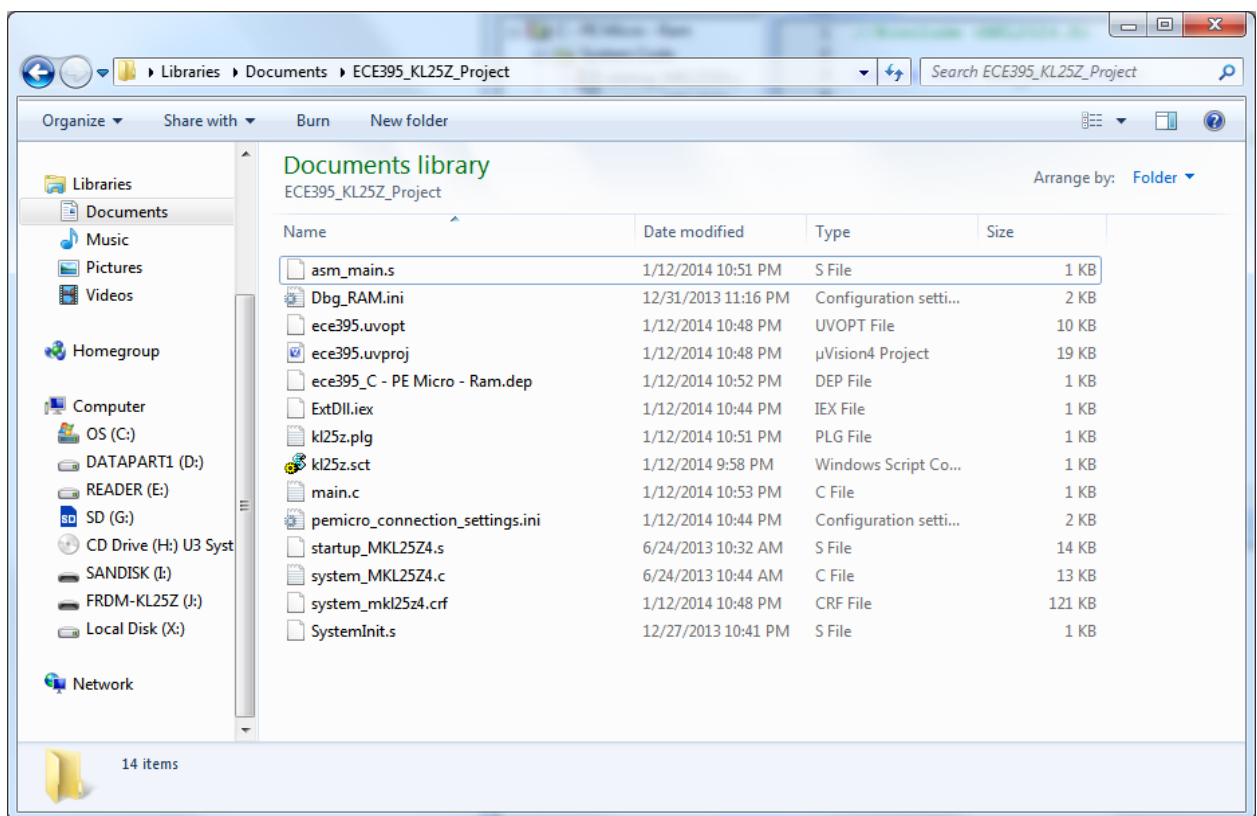 Libraries Documents ECE395_KL25Z_Project
Search ECE395_KL25Z_Project
Organize Share with Burn New folder
Libraries
Documents
Music
Pictures
Videos
Homegroup
Computer
OS (C:)
DATAPART1 (D:)
READER (E:)
SD (G:)
CD Drive (H:) U3 Syst
SANDISK (I:)
FRDM-KL25Z (J:)
Local Disk (X:)
Network
Documents library
ECE395_KL25Z_Project
Arrange by: Folder
Name Date modified Type Size
asm_main.s 1/12/2014 10:51 PM S File 1 KB
Dbg_RAM.ini 12/31/2013 11:16 PM Configuration setti... 2 KB
ece395.uvopt 1/12/2014 10:48 PM UVOPT File 10 KB
ece395.uvproj 1/12/2014 10:48 PM µVision4 Project 19 KB
ece395_C - PE Micro - Ram.dep 1/12/2014 10:52 PM DEP File 1 KB
ExtDll.iex 1/12/2014 10:44 PM IEX File 1 KB
kl25z.plg 1/12/2014 10:51 PM PLG File 1 KB
kl25z.sct 1/12/2014 9:58 PM Windows Script Co... 1 KB
main.c 1/12/2014 10:53 PM C File 1 KB
pemicro_connection_settings.ini 1/12/2014 10:44 PM Configuration setti... 2 KB
startup_MKL25Z4.s 6/24/2013 10:32 AM S File 14 KB
system_MKL25Z4.c 6/24/2013 10:44 AM C File 13 KB
system_mkl25z4.crf 1/12/2014 10:48 PM CRF File 121 KB
SystemInit.s 12/27/2013 10:41 PM S File 1 KB
14 items